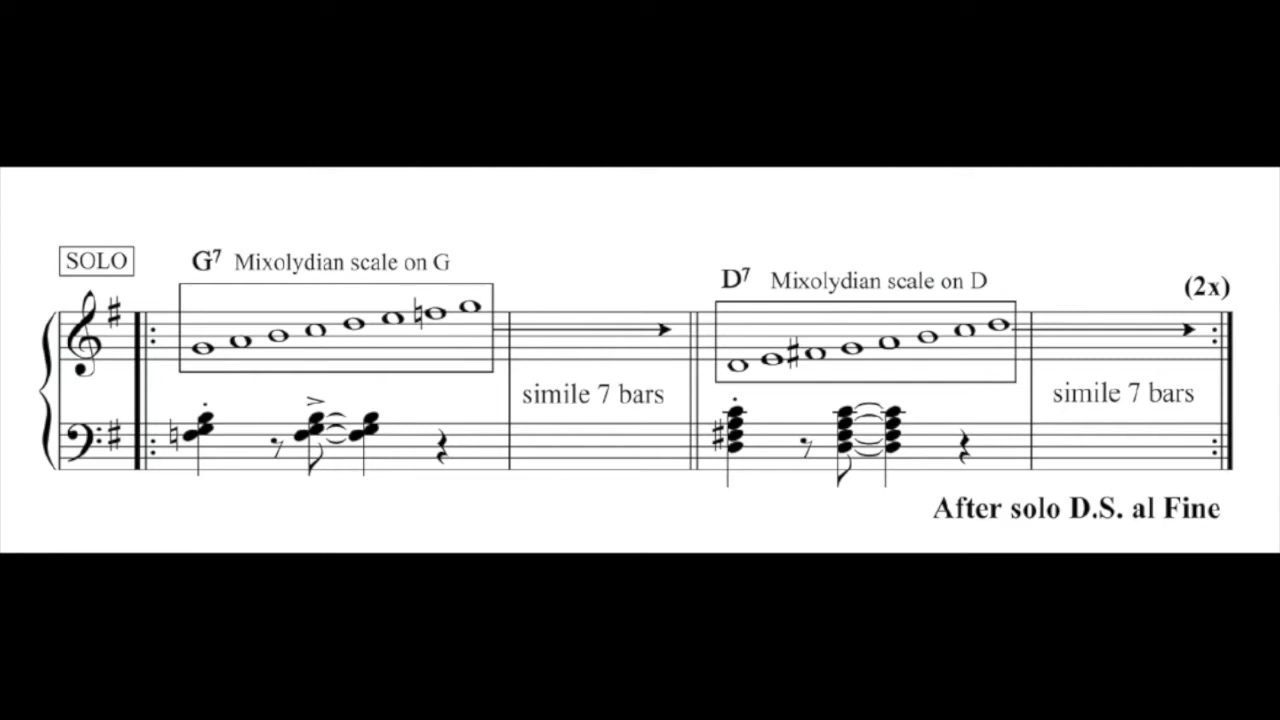 SOLO
G7 Mixolydian scale on G
D7 Mixolydian scale on D
(2x)
simile 7 bars
simile 7 bars
After solo D.S. al Fine